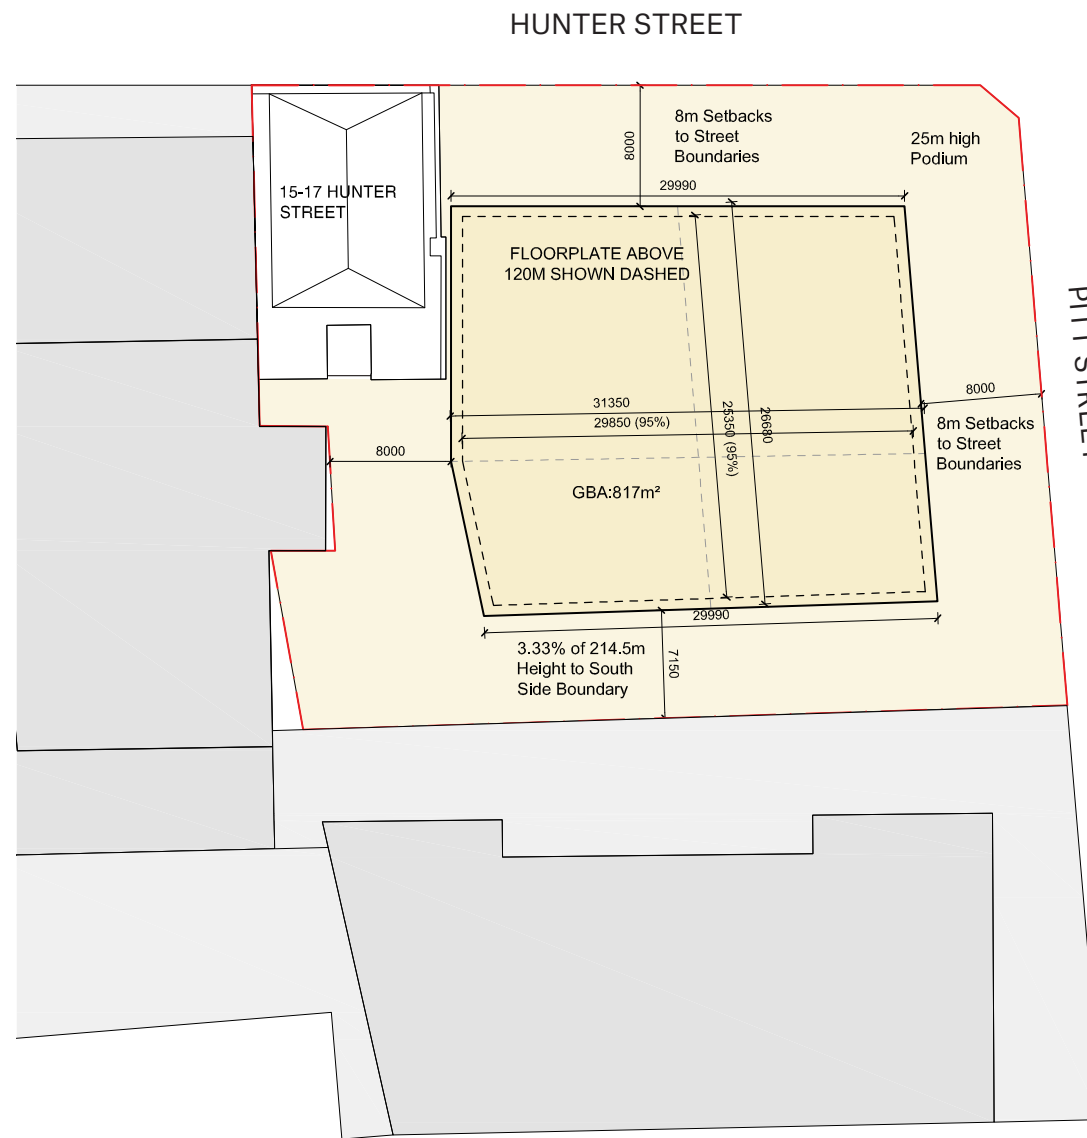 HUNTER STREET
8m Setbacks
to Street
Boundaries
25m high
Podium
8000
29990
15-17 HUNTER
STREET
FLOORPLATE ABOVE
120M SHOWN DASHED
PITT STREET
31350
29850 (95%)
25350 (95%)
26680
8000
8m Setbacks
to Street
Boundaries
8000
GBA:817m²
29990
3.33% of 214.5m
Height to South
Side Boundary
7150